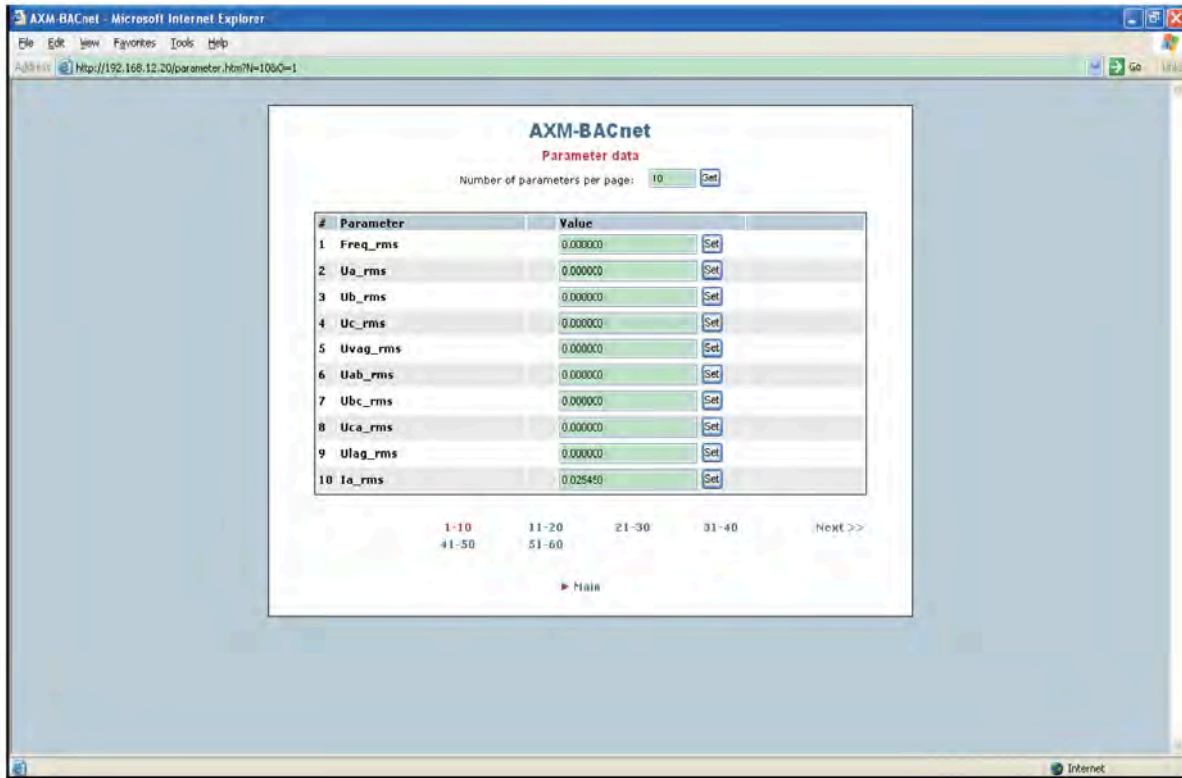 AXM-BACnet - Microsoft Internet Explorer
File Edit View Favorites Tools Help
Address http://192.168.12.20/parameter.htm?N=10&O=1 Go Links
AXM-BACnet
Parameter data
Number of parameters per page: 10 Set
# Parameter Value
1 Freq_rms 0.000000 Set
2 Ua_rms 0.000000 Set
3 Ub_rms 0.000000 Set
4 Uc_rms 0.000000 Set
5 Uvag_rms 0.000000 Set
6 Uab_rms 0.000000 Set
7 Ubc_rms 0.000000 Set
8 Uca_rms 0.000000 Set
9 Ulag_rms 0.000000 Set
10 Ia_rms 0.025450 Set
1-10 11-20 21-30 31-40 Next >>
41-50 51-60
Main
Internet